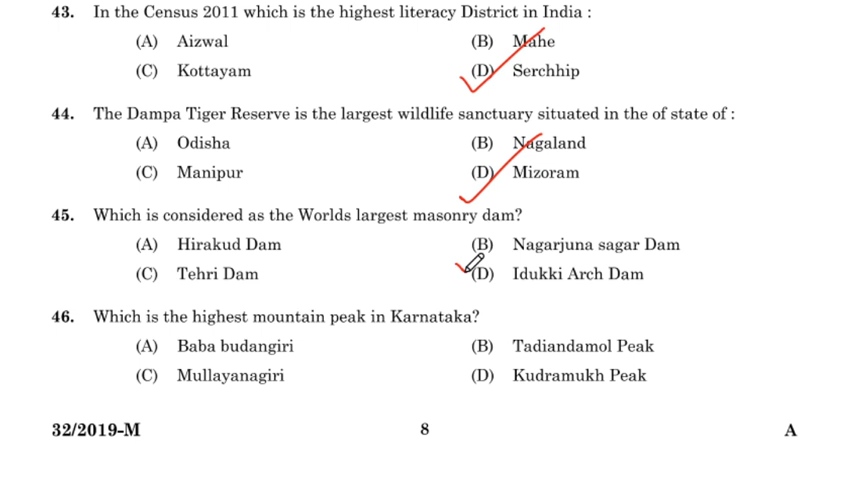 43. In the Census 2011 which is the highest literacy District in India :
(A) Aizwal (B) Mahe
(C) Kottayam (D) Serchhip
44. The Dampa Tiger Reserve is the largest wildlife sanctuary situated in the of state of :
(A) Odisha (B) Nagaland
(C) Manipur (D) Mizoram
45. Which is considered as the Worlds largest masonry dam?
(A) Hirakud Dam (B) Nagarjuna sagar Dam
(C) Tehri Dam (D) Idukki Arch Dam
46. Which is the highest mountain peak in Karnataka?
(A) Baba budangiri (B) Tadiandamol Peak
(C) Mullayanagiri (D) Kudramukh Peak
32/2019-M 8 A